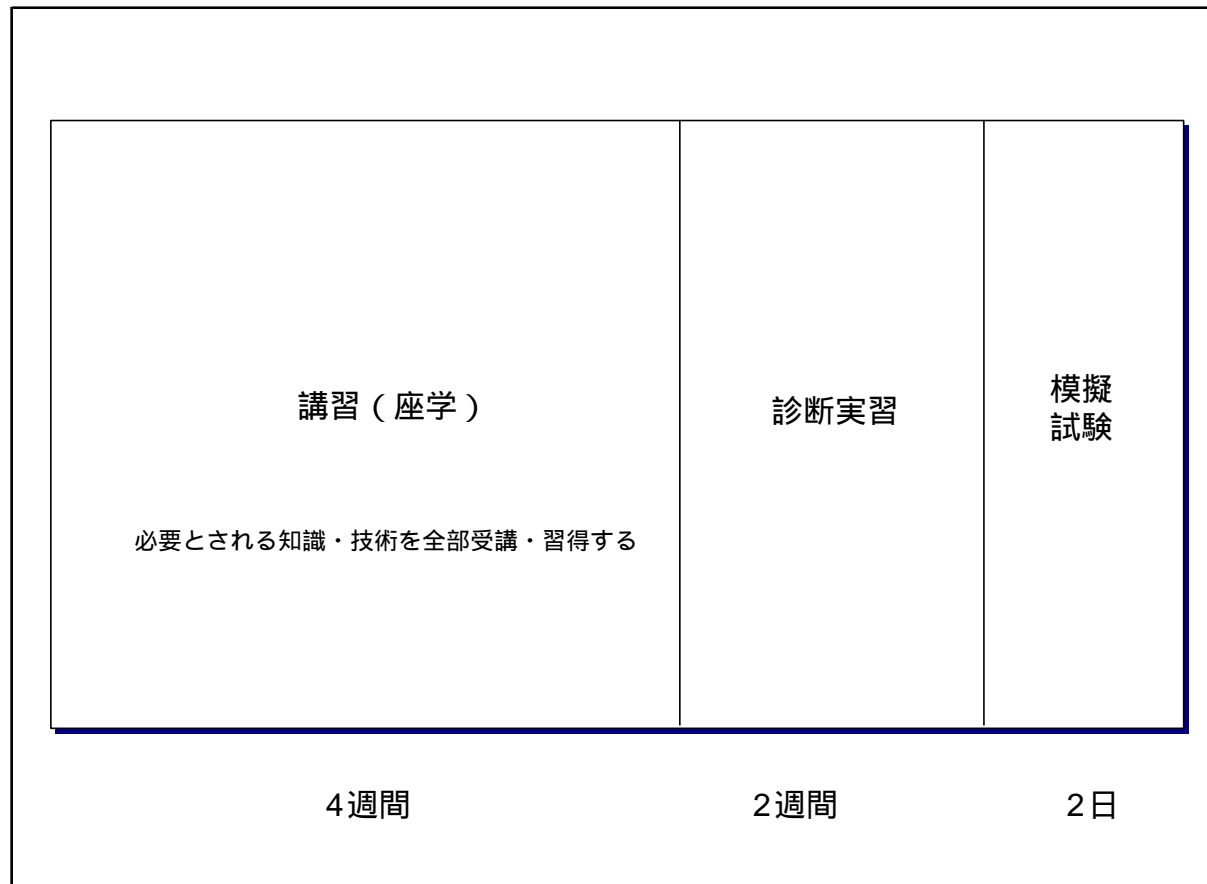 講習（座学）
診断実習
模擬
試験
必要とされる知識・技術を全部受講・習得する
4週間
2週間
2日